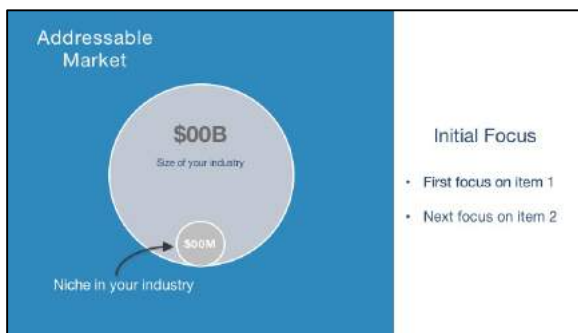 Addressable
Market
$00B
Size of your industry
$00M
Niche in your industry
Initial Focus
• First focus on item 1
• Next focus on item 2